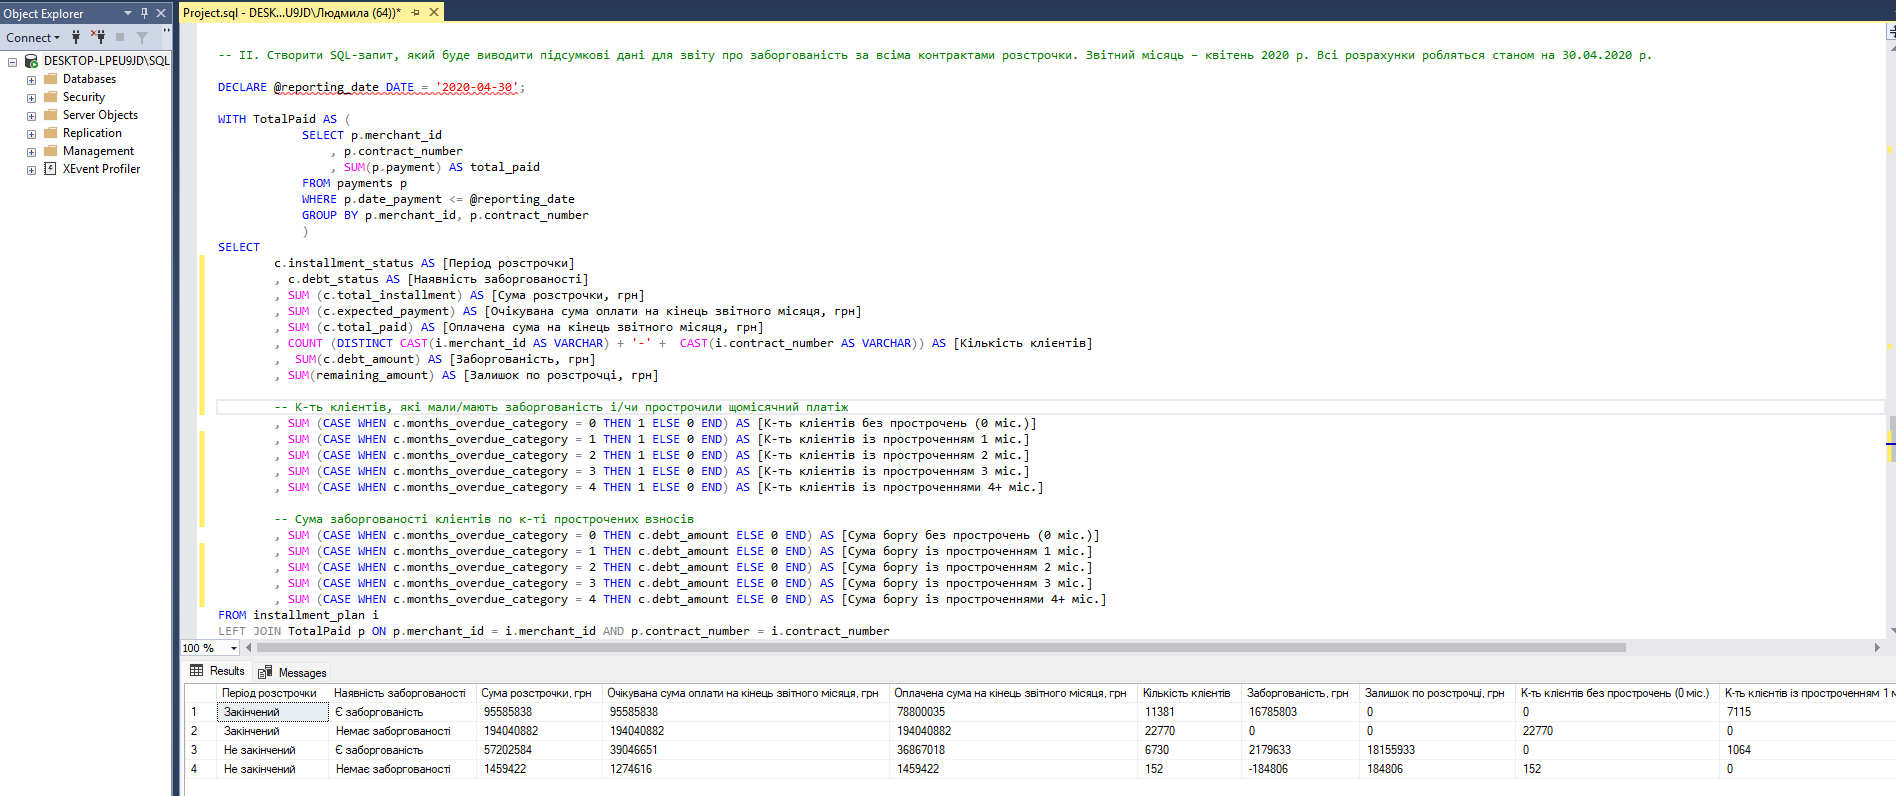 Object Explorer
Project.sql - DESK...U9JD\Людмила (64))*
Connect
DESKTOP-LPEU9JD\SQL
Databases
Security
Server Objects
Replication
Management
XEvent Profiler
-- II. Створити SQL-запит, який буде виводити підсумкові дані для звіту про заборгованість за всіма контрактами розстрочки. Звітний місяць – квітень 2020 р. Всі розрахунки робляться станом на 30.04.2020 р.
DECLARE @reporting_date DATE = '2020-04-30';
WITH TotalPaid AS (
SELECT p.merchant_id
, p.contract_number
, SUM(p.payment) AS total_paid
FROM payments p
WHERE p.date_payment <= @reporting_date
GROUP BY p.merchant_id, p.contract_number
)
SELECT
c.installment_status AS [Період розстрочки]
, c.debt_status AS [Наявність заборгованості]
, SUM (c.total_installment) AS [Сума розстрочки, грн]
, SUM (c.expected_payment) AS [Очікувана сума оплати на кінець звітного місяця, грн]
, SUM (c.total_paid) AS [Оплачена сума на кінець звітного місяця, грн]
, COUNT (DISTINCT CAST(i.merchant_id AS VARCHAR) + '-' +  CAST(i.contract_number AS VARCHAR)) AS [Кількість клієнтів]
,  SUM(c.debt_amount) AS [Заборгованість, грн]
, SUM(remaining_amount) AS [Залишок по розстрочці, грн]
-- К-ть клієнтів, які мали/мають заборгованість і/чи прострочили щомісячний платіж
, SUM (CASE WHEN c.months_overdue_category = 0 THEN 1 ELSE 0 END) AS [К-ть клієнтів без прострочень (0 міс.)]
, SUM (CASE WHEN c.months_overdue_category = 1 THEN 1 ELSE 0 END) AS [К-ть клієнтів із простроченням 1 міс.]
, SUM (CASE WHEN c.months_overdue_category = 2 THEN 1 ELSE 0 END) AS [К-ть клієнтів із простроченням 2 міс.]
, SUM (CASE WHEN c.months_overdue_category = 3 THEN 1 ELSE 0 END) AS [К-ть клієнтів із простроченням 3 міс.]
, SUM (CASE WHEN c.months_overdue_category = 4 THEN 1 ELSE 0 END) AS [К-ть клієнтів із простроченнями 4+ міс.]
-- Сума заборгованості клієнтів по к-ті прострочених взносів
, SUM (CASE WHEN c.months_overdue_category = 0 THEN c.debt_amount ELSE 0 END) AS [Сума боргу без прострочень (0 міс.)]
, SUM (CASE WHEN c.months_overdue_category = 1 THEN c.debt_amount ELSE 0 END) AS [Сума боргу із простроченням 1 міс.]
, SUM (CASE WHEN c.months_overdue_category = 2 THEN c.debt_amount ELSE 0 END) AS [Сума боргу із простроченням 2 міс.]
, SUM (CASE WHEN c.months_overdue_category = 3 THEN c.debt_amount ELSE 0 END) AS [Сума боргу із простроченням 3 міс.]
, SUM (CASE WHEN c.months_overdue_category = 4 THEN c.debt_amount ELSE 0 END) AS [Сума боргу із простроченнями 4+ міс.]
FROM installment_plan i
LEFT JOIN TotalPaid p ON p.merchant_id = i.merchant_id AND p.contract_number = i.contract_number
100 %
Results Messages
Період розстрочки Наявність заборгованості Сума розстрочки, грн Очікувана сума оплати на кінець звітного місяця, грн Оплачена сума на кінець звітного місяця, грн Кількість клієнтів Заборгованість, грн Залишок по розстрочці, грн К-ть клієнтів без прострочень (0 міс.) К-ть клієнтів із простроченням 1 м
1 Закінчений Є заборгованість 95585838 95585838 78800035 11381 16785803 0 0 7115
2 Закінчений Немає заборгованості 194040882 194040882 194040882 22770 0 0 22770 0
3 Не закінчений Є заборгованість 57202584 39046651 36867018 6730 2179633 18155933 0 1064
4 Не закінчений Немає заборгованості 1459422 1274616 1459422 152 -184806 184806 152 0